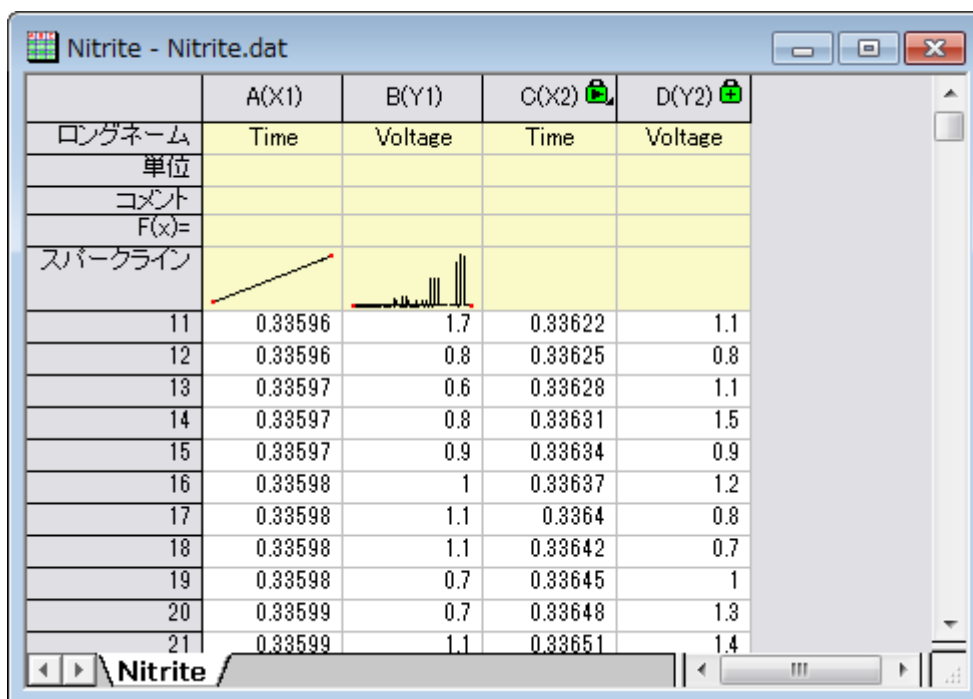 Nitrite - Nitrite.dat
A(X1) B(Y1) C(X2) D(Y2)
ロングネーム Time Voltage Time Voltage
単位
コメント
F(x)=
スパークライン
11 0.33596 1.7 0.33622 1.1
12 0.33596 0.8 0.33625 0.8
13 0.33597 0.6 0.33628 1.1
14 0.33597 0.8 0.33631 1.5
15 0.33597 0.9 0.33634 0.9
16 0.33598 1 0.33637 1.2
17 0.33598 1.1 0.3364 0.8
18 0.33598 1.1 0.33642 0.7
19 0.33598 0.7 0.33645 1
20 0.33599 0.7 0.33648 1.3
21 0.33599 1.1 0.33651 1.4
Nitrite